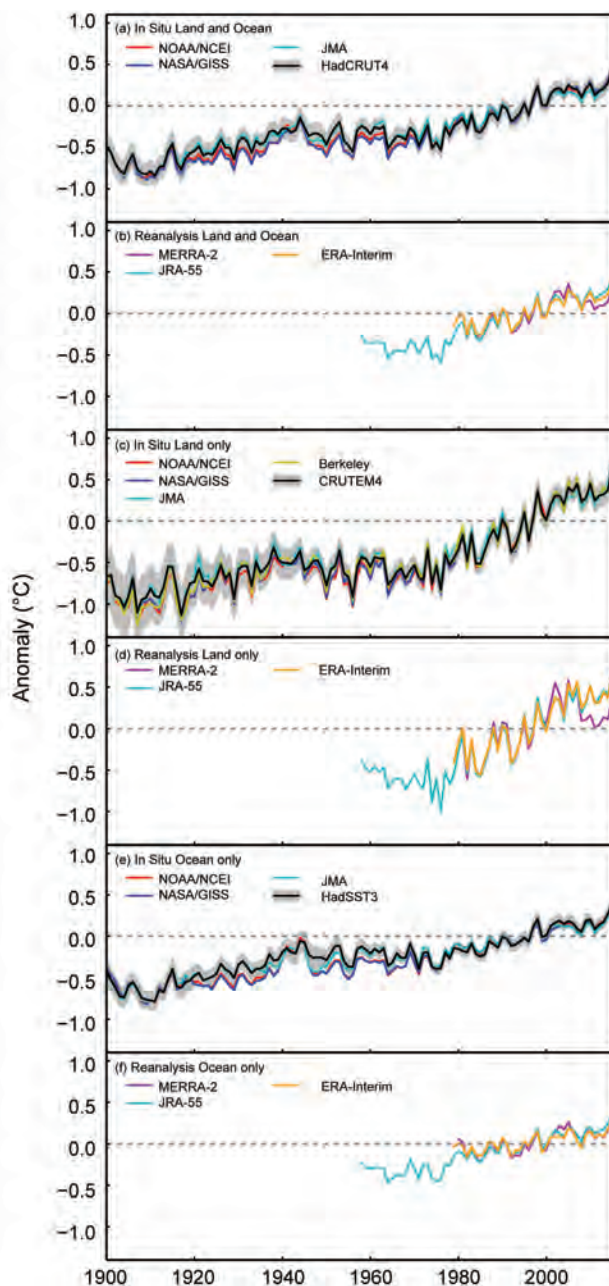 (a) In Situ Land and Ocean
NOAA/NCEI JMA
NASA/GISS HadCRUT4
1.0
0.5
0.0
−0.5
−1.0
(b) Reanalysis Land and Ocean
MERRA-2 ERA-Interim
JRA-55
1.0
0.5
0.0
−0.5
−1.0
(c) In Situ Land only
NOAA/NCEI Berkeley
NASA/GISS CRUTEM4
JMA
1.0
0.5
0.0
−0.5
−1.0
Anomaly (°C)
(d) Reanalysis Land only
MERRA-2 ERA-Interim
JRA-55
1.0
0.5
0.0
−0.5
−1.0
(e) In Situ Ocean only
NOAA/NCEI JMA
NASA/GISS HadSST3
1.0
0.5
0.0
−0.5
−1.0
(f) Reanalysis Ocean only
MERRA-2 ERA-Interim
JRA-55
1.0
0.5
0.0
−0.5
−1.0
1900 1920 1940 1960 1980 2000